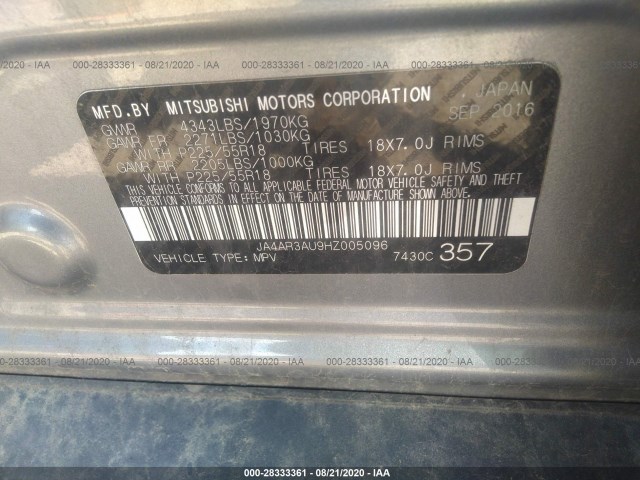 000-28333361 - 08/21/2020 - IAA 000-28333361 - 08/21/2020 - IAA 000-28333361 - 08/21/2020 - IAA
MFD.BY MITSUBISHI MOTORS CORPORATION JAPAN
GVWR 4343LBS/1970KG SEP 2016
GAWR FR 2271LBS/1030KG
WITH P225/55R18 TIRES 18X7.0J RIMS
GAWR RR 2205LBS/1000KG
WITH P225/55R18 TIRES 18X7.0J RIMS
THIS VEHICLE CONFORMS TO ALL APPLICABLE FEDERAL MOTOR VEHICLE SAFETY AND THEFT
PREVENTION STANDARDS IN EFFECT ON THE DATE OF MANUFACTURE SHOWN ABOVE.
JA4AR3AU9HZ005096
VEHICLE TYPE: MPV 7430C 357
000-28333361 - 08/21/2020 - IAA 000-28333361 - 08/21/2020 - IAA 000-28333361 - 08/21/2020 - IAA
000-28333361 - 08/21/2020 - IAA